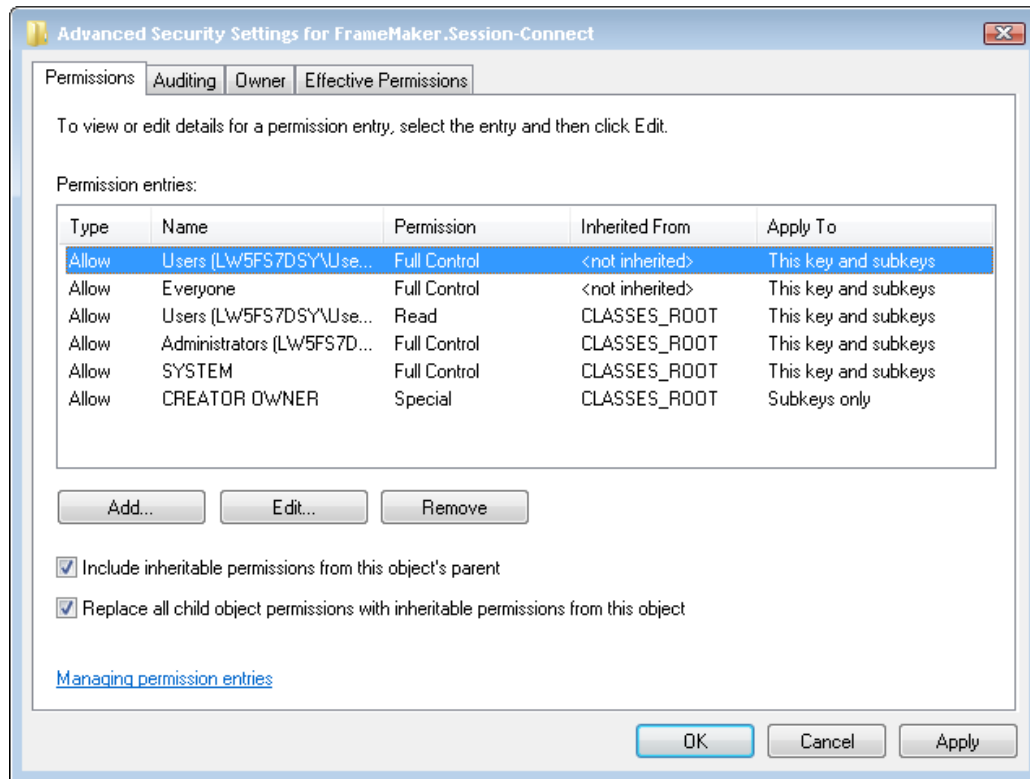 Advanced Security Settings for FrameMaker.Session-Connect
Permissions Auditing Owner Effective Permissions
To view or edit details for a permission entry, select the entry and then click Edit.
Permission entries:
Type Name Permission Inherited From Apply To
Allow Users (LW5FS7DSY\Use... Full Control <not inherited> This key and subkeys
Allow Everyone Full Control <not inherited> This key and subkeys
Allow Users (LW5FS7DSY\Use... Read CLASSES_ROOT This key and subkeys
Allow Administrators (LW5FS7D... Full Control CLASSES_ROOT This key and subkeys
Allow SYSTEM Full Control CLASSES_ROOT This key and subkeys
Allow CREATOR OWNER Special CLASSES_ROOT Subkeys only
Add... Edit... Remove
Include inheritable permissions from this object's parent
Replace all child object permissions with inheritable permissions from this object
Managing permission entries
OK Cancel Apply